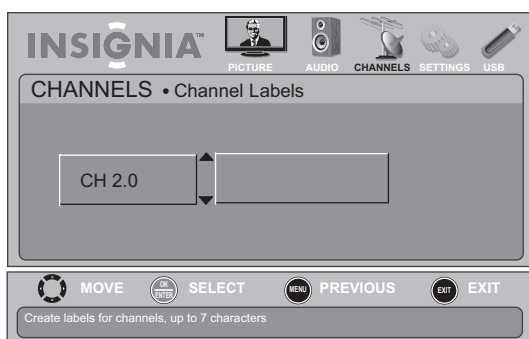 INSIGNIA™
PICTURE AUDIO CHANNELS SETTINGS USB
CHANNELS • Channel Labels
CH 2.0
MOVE OK ENTER SELECT MENU PREVIOUS EXIT EXIT
Create labels for channels, up to 7 characters